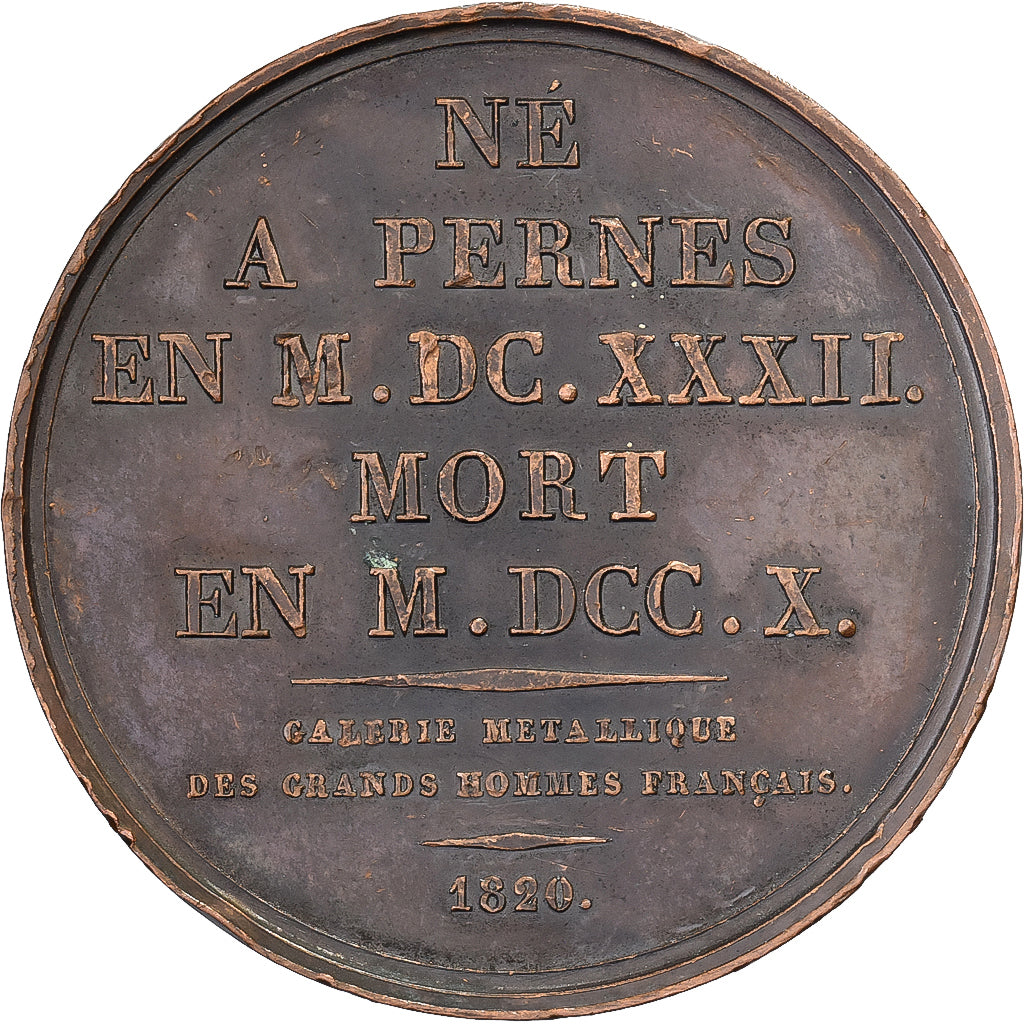 NÉ
A PERNES
EN M.DC.XXXII.
MORT
EN M.DCC.X.
GALERIE METALLIQUE
DES GRANDS HOMMES FRANÇAIS.
1820.